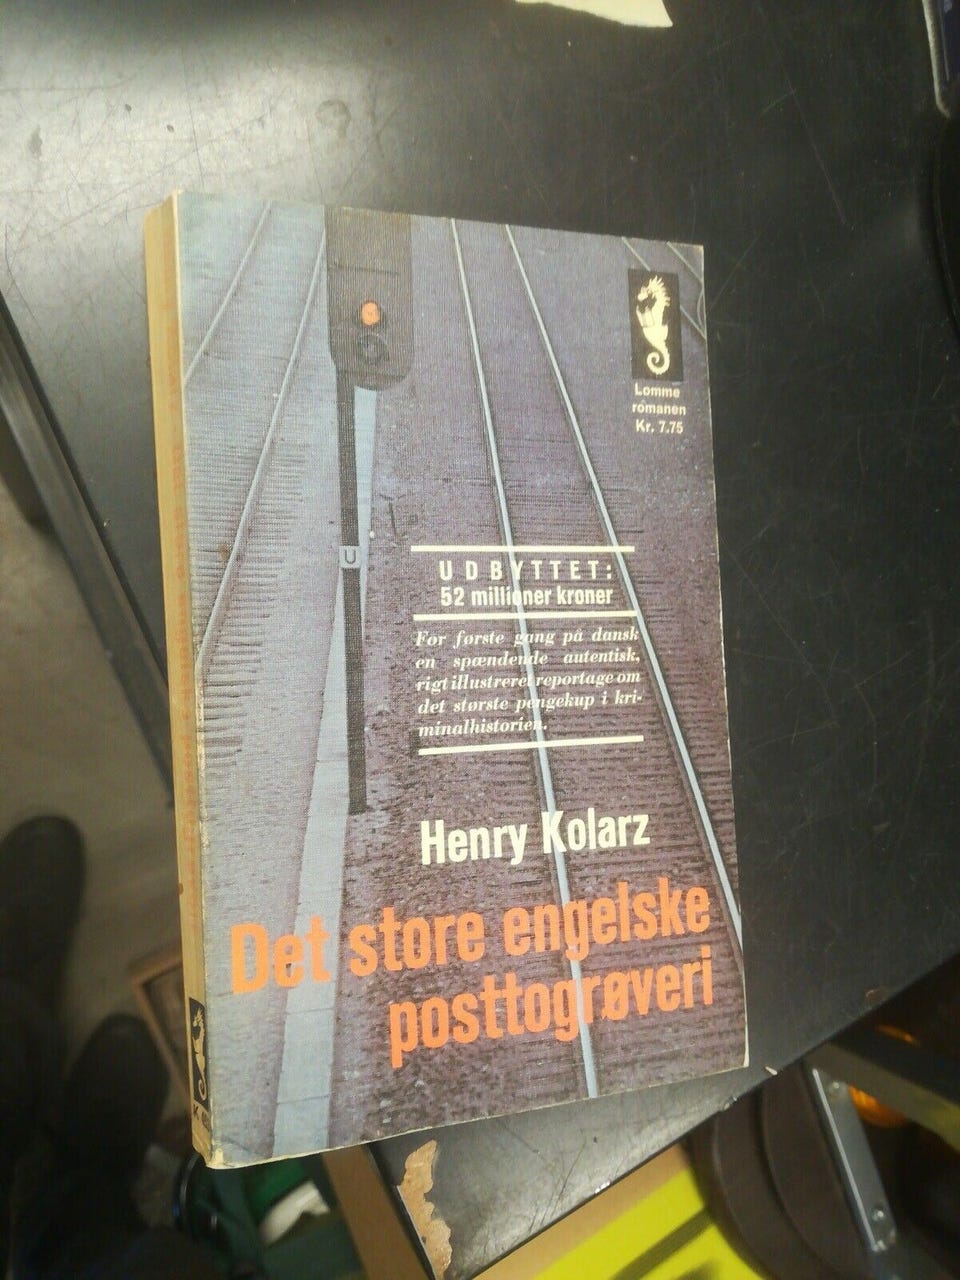 Lomme
romanen
Kr. 7.75
U
UDBYTTET:
52 millioner kroner
For første gang på dansk
en spændende autentisk,
rigt illustreret reportage om
det største pengekup i kri-
minalhistorien.
Henry Kolarz
Det store engelske
posttogrøveri